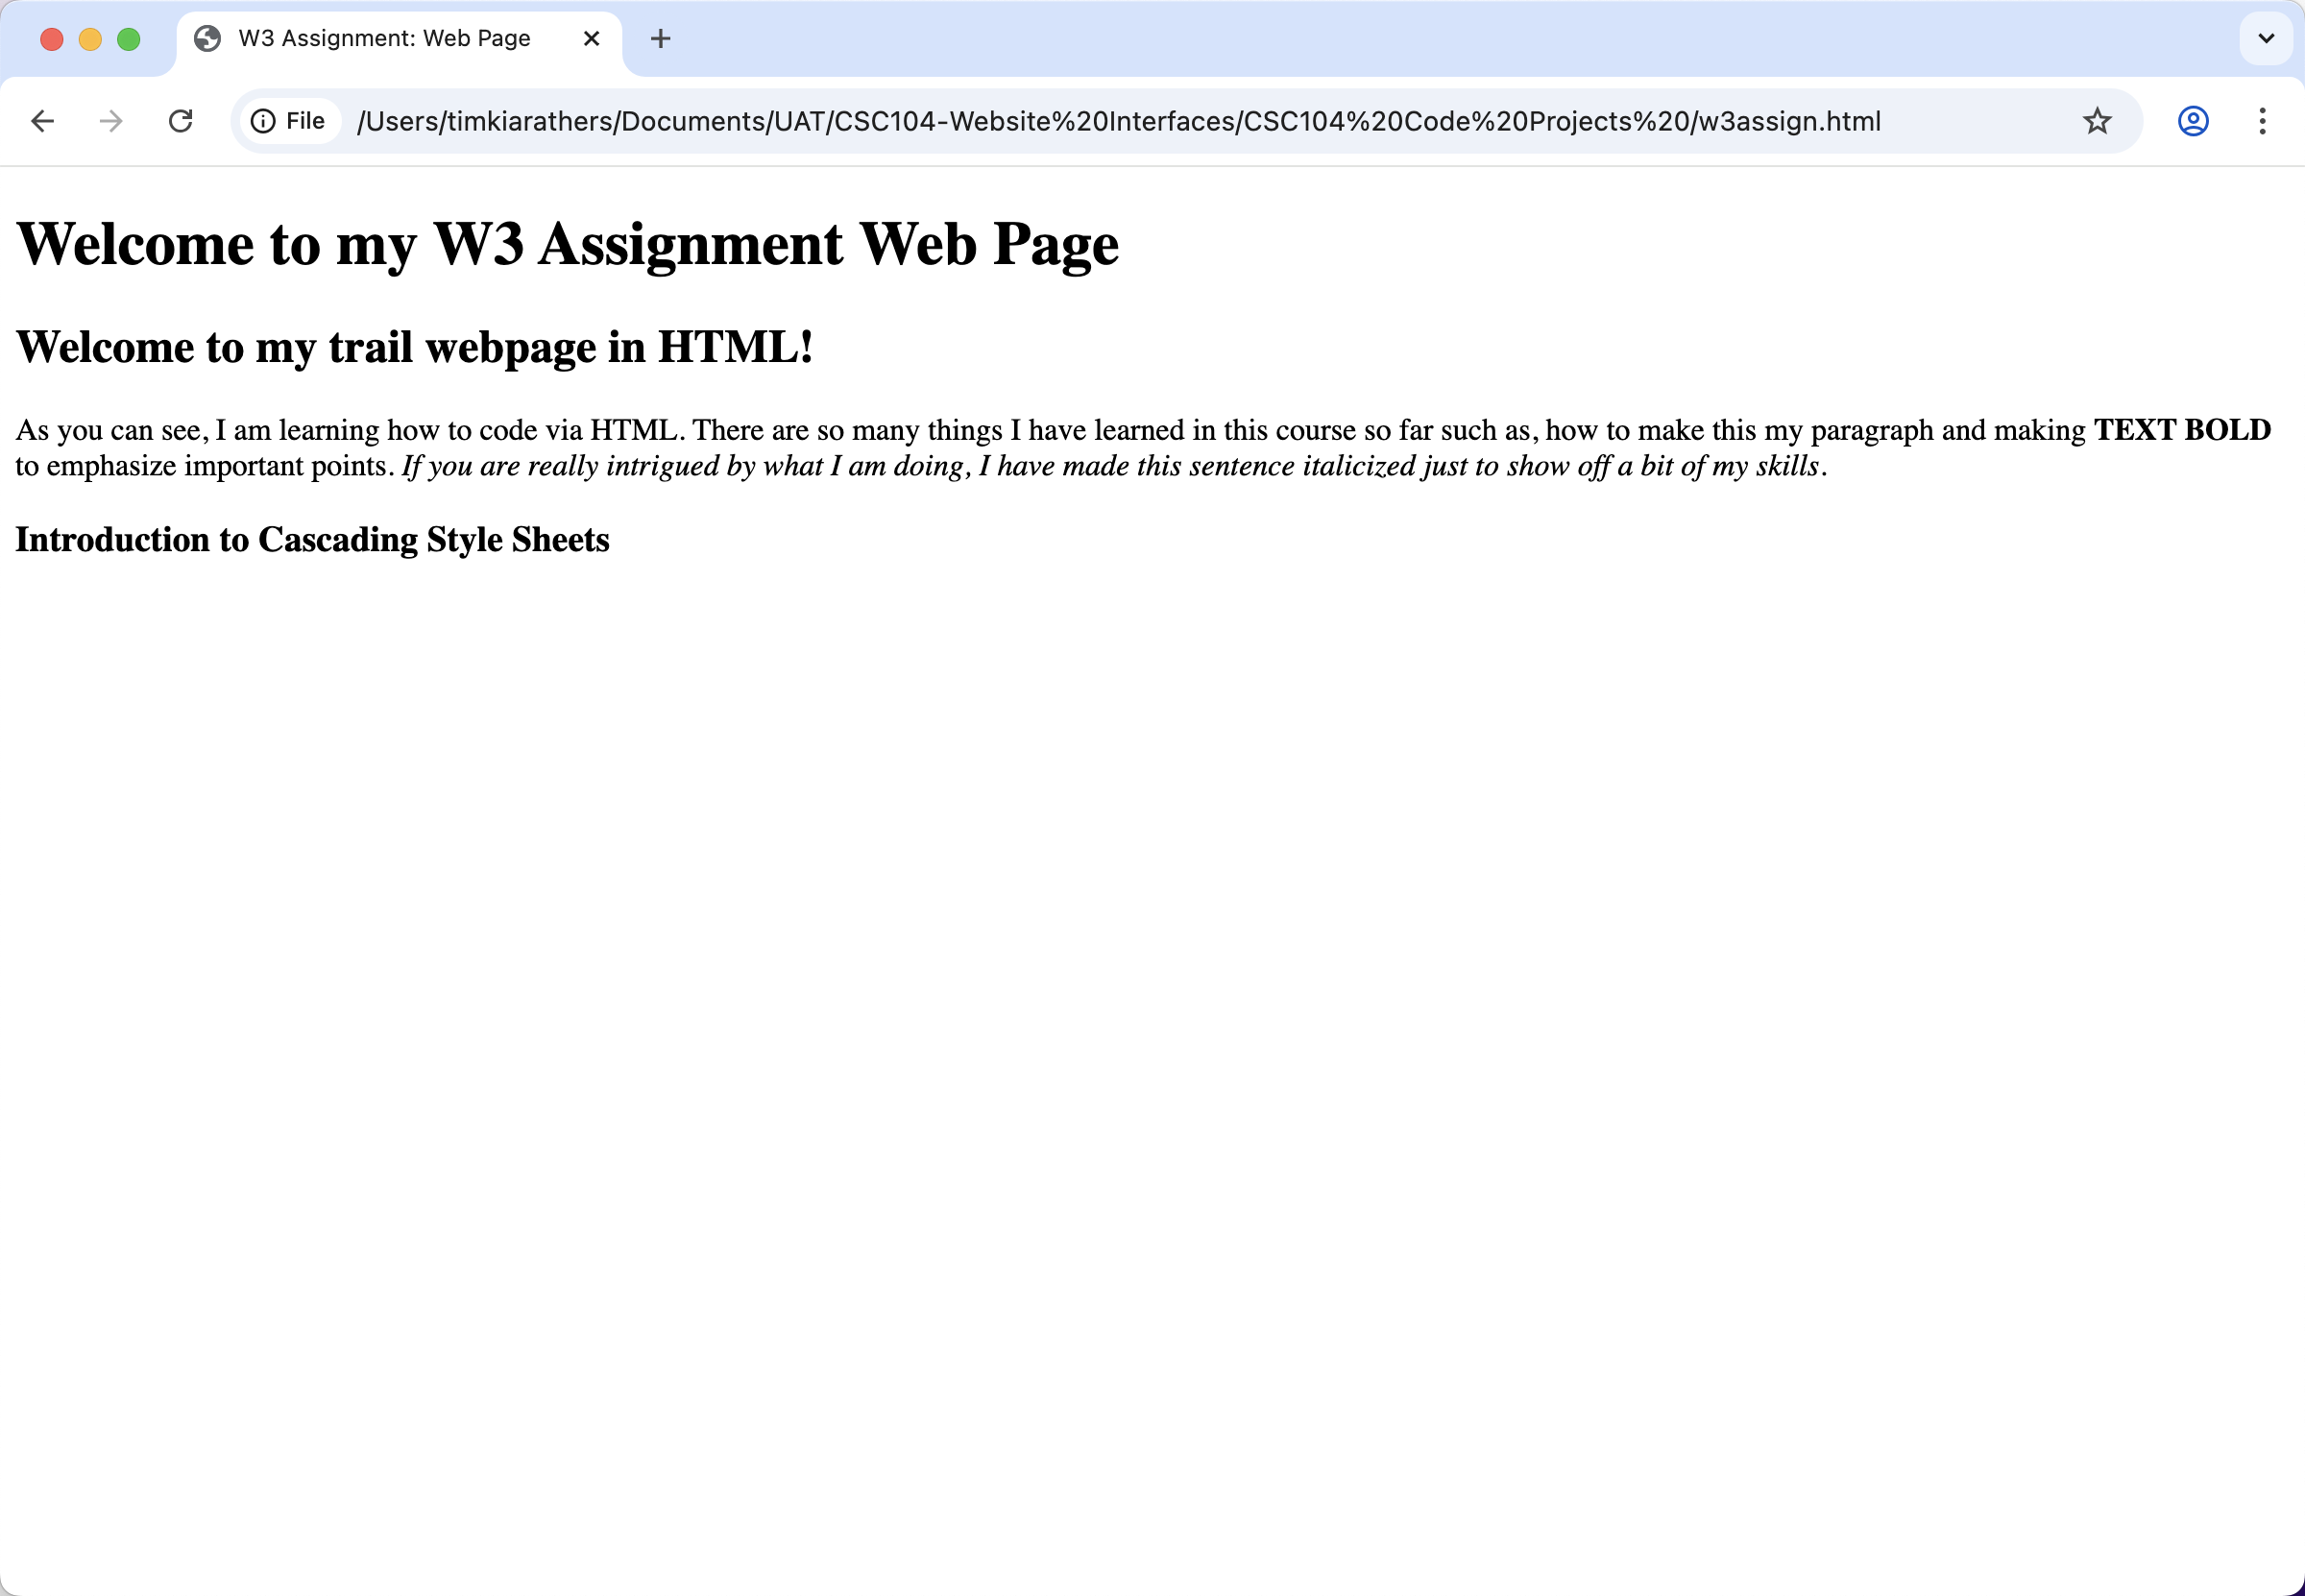 W3 Assignment: Web Page
File /Users/timkiarathers/Documents/UAT/CSC104-Website%20Interfaces/CSC104%20Code%20Projects%20/w3assign.html
Welcome to my W3 Assignment Web Page
Welcome to my trail webpage in HTML!
As you can see, I am learning how to code via HTML. There are so many things I have learned in this course so far such as, how to make this my paragraph and making TEXT BOLD
to emphasize important points. If you are really intrigued by what I am doing, I have made this sentence italicized just to show off a bit of my skills.
Introduction to Cascading Style Sheets